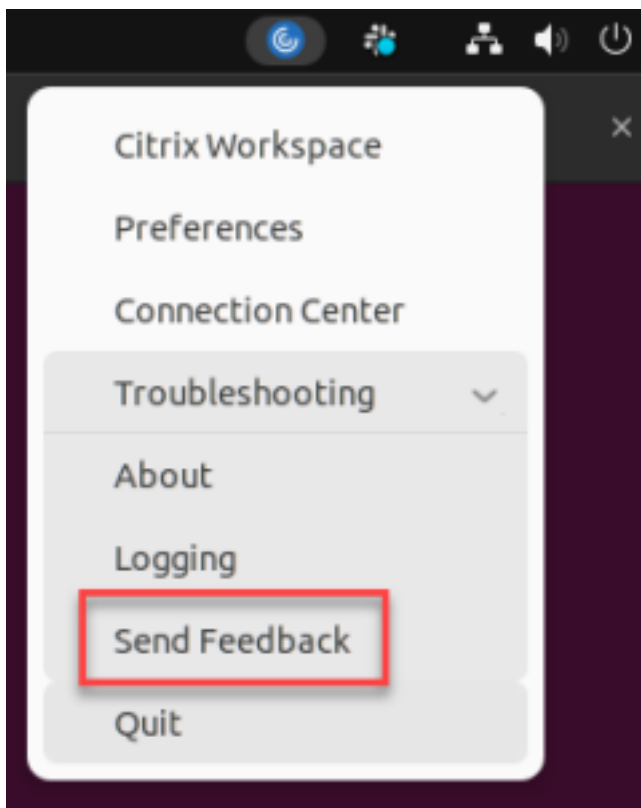 Citrix Workspace
Preferences
Connection Center
Troubleshooting
About
Logging
Send Feedback
Quit